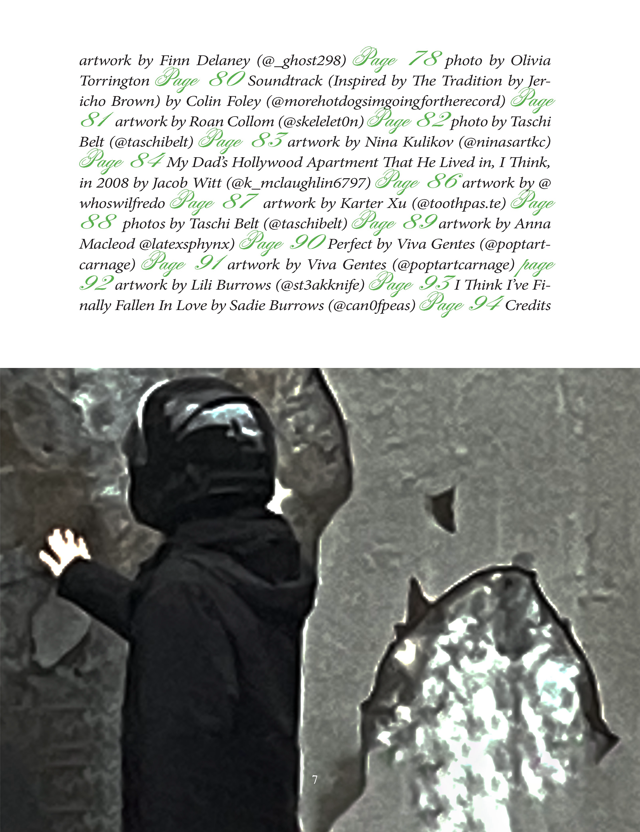 artwork by Finn Delaney (@_ghost298) Page 78 photo by Olivia
Torrington Page 80 Soundtrack (Inspired by The Tradition by Jer-
icho Brown) by Colin Foley (@morehotdogsimgoingfortherecord) Page
81 artwork by Roan Collom (@skelelet0n) Page 82 photo by Taschi
Belt (@taschibelt) Page 83 artwork by Nina Kulikov (@ninasartkc)
Page 84 My Dad's Hollywood Apartment That He Lived in, I Think,
in 2008 by Jacob Witt (@k_mclaughlin6797) Page 86 artwork by @
whoswilfredo Page 87 artwork by Karter Xu (@toothpas.te) Page
88 photos by Taschi Belt (@taschibelt) Page 89 artwork by Anna
Macleod @latexsphynx) Page 90 Perfect by Viva Gentes (@poptart-
carnage) Page 91 artwork by Viva Gentes (@poptartcarnage) page
92 artwork by Lili Burrows (@st3akknife) Page 93 I Think I've Fi-
nally Fallen In Love by Sadie Burrows (@can0fpeas) Page 94 Credits
7